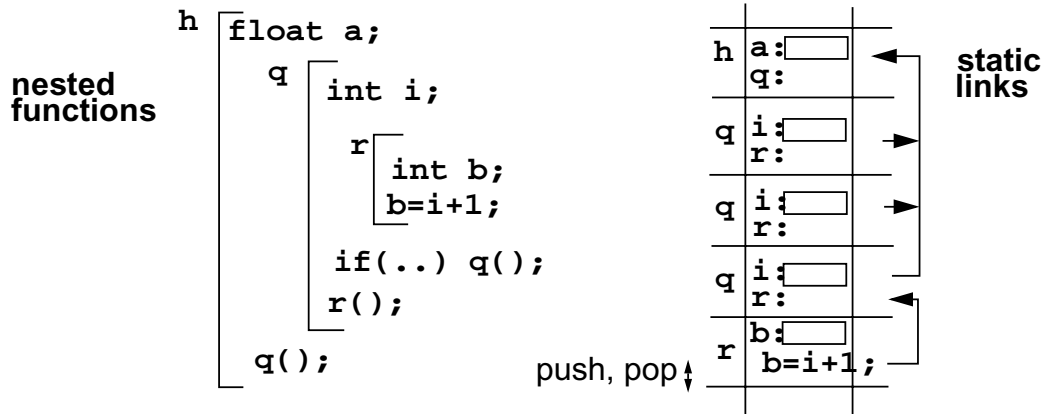 h
float a;
nested
functions
q
int i;
r
int b;
b=i+1;
if(..) q();
r();
q();
h a:
q:
q i:
r:
q i:
r:
q i:
r:
r b:
b=i+1;
static
links
push, pop